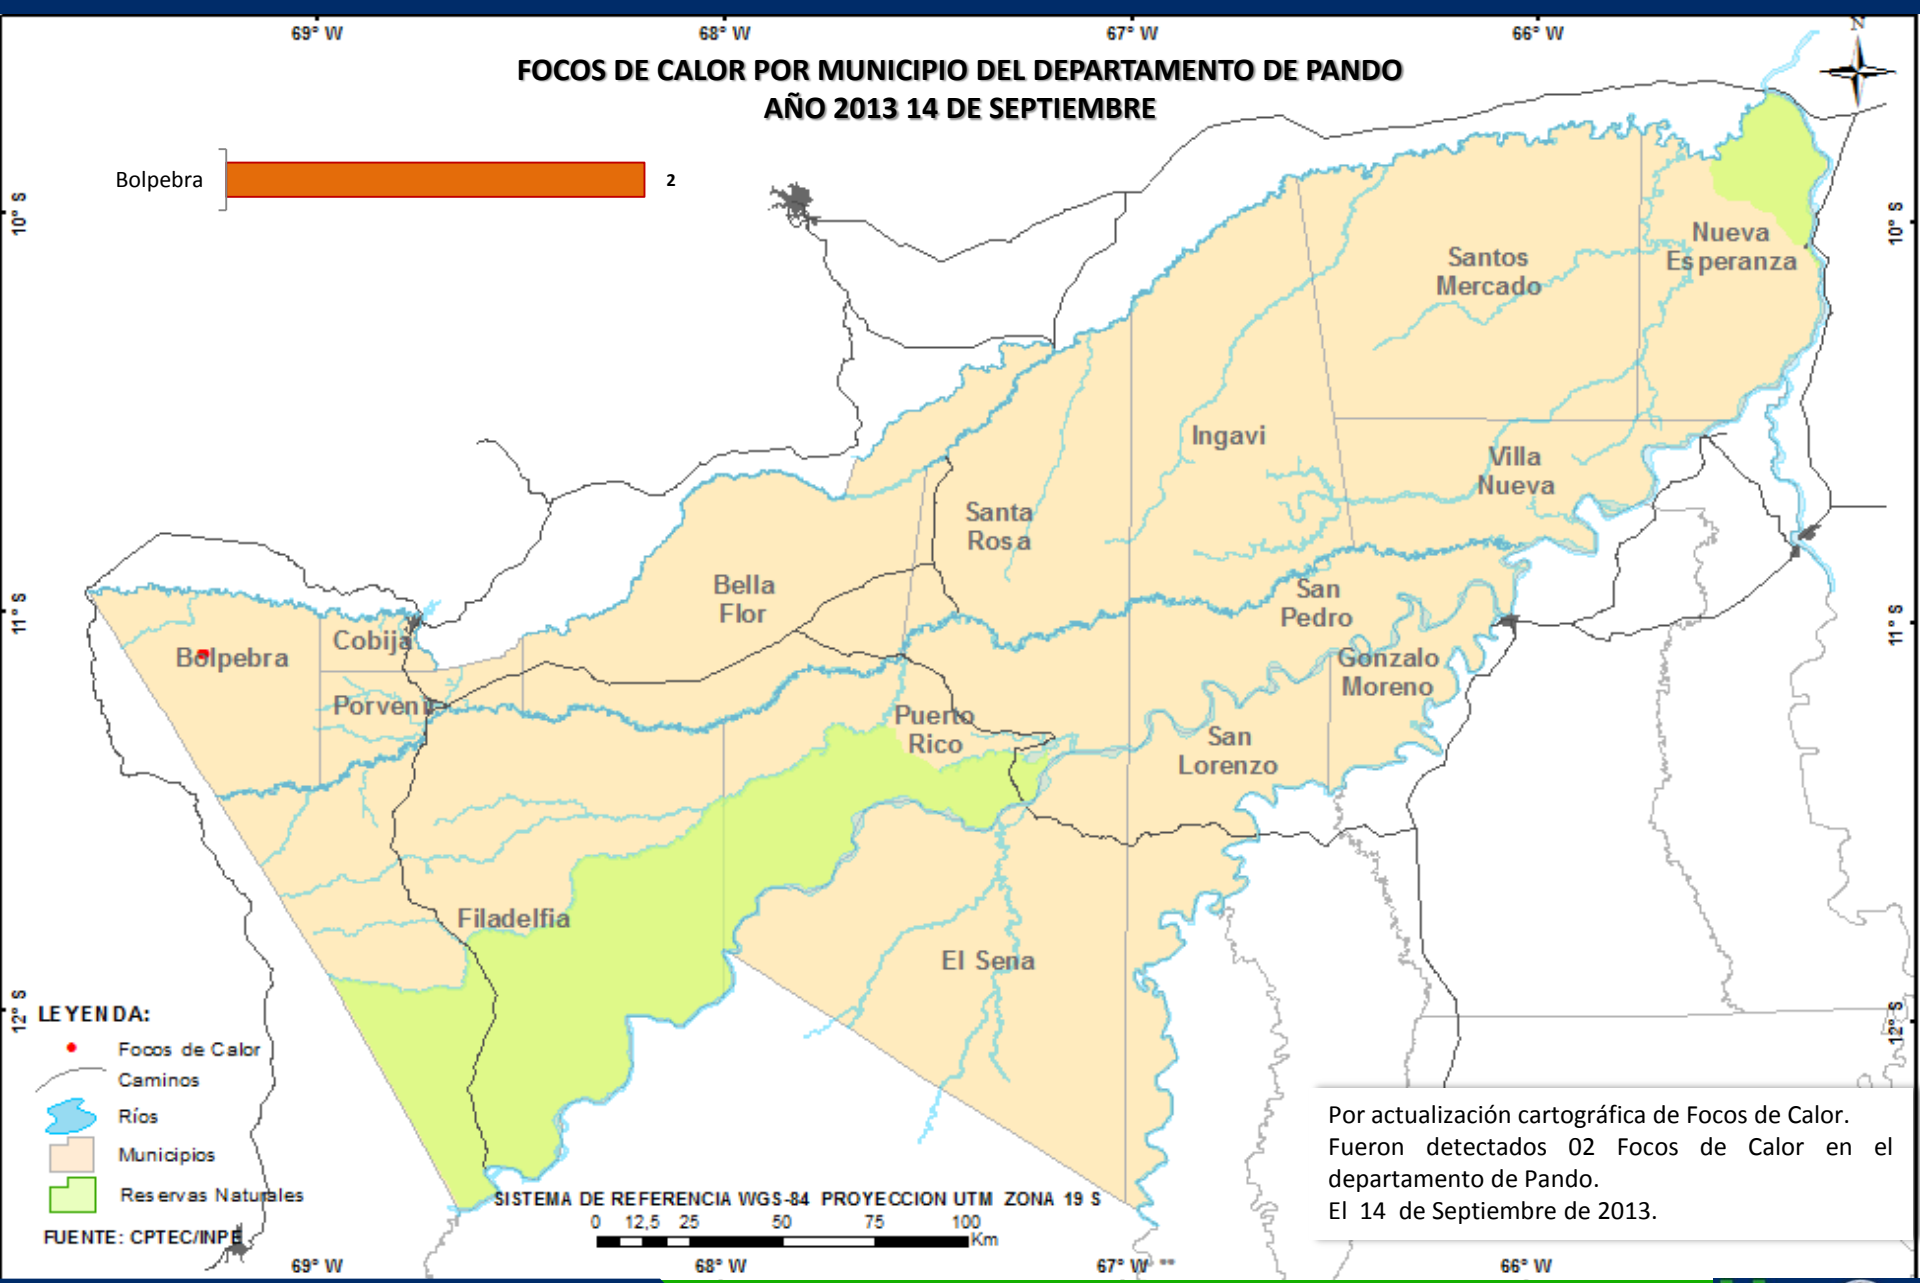 69° W 68° W 67° W 66° W
N
FOCOS DE CALOR POR MUNICIPIO DEL DEPARTAMENTO DE PANDO
AÑO 2013 14 DE SEPTIEMBRE
Bolpebra 2
10° S
10° S
Nueva
Esperanza
Santos
Mercado
Ingavi
Villa
Nueva
Santa
Rosa
Bella
Flor
San
Pedro
11° S
11° S
Cobija
Bolpebra
Gonzalo
Moreno
Porvenir
Puerto
Rico
San
Lorenzo
Filadelfia
El Sena
12° S
12° S
LEYENDA:
Focos de Calor
Caminos
Ríos
Municipios
Reservas Naturales
FUENTE: CPTEC/INPE
SISTEMA DE REFERENCIA WGS-84 PROYECCION UTM ZONA 19 S
0 12,5 25 50 75 100
Km
Por actualización cartográfica de Focos de Calor.
Fueron detectados 02 Focos de Calor en el
departamento de Pando.
El 14 de Septiembre de 2013.
69° W 68° W 67° W 66° W